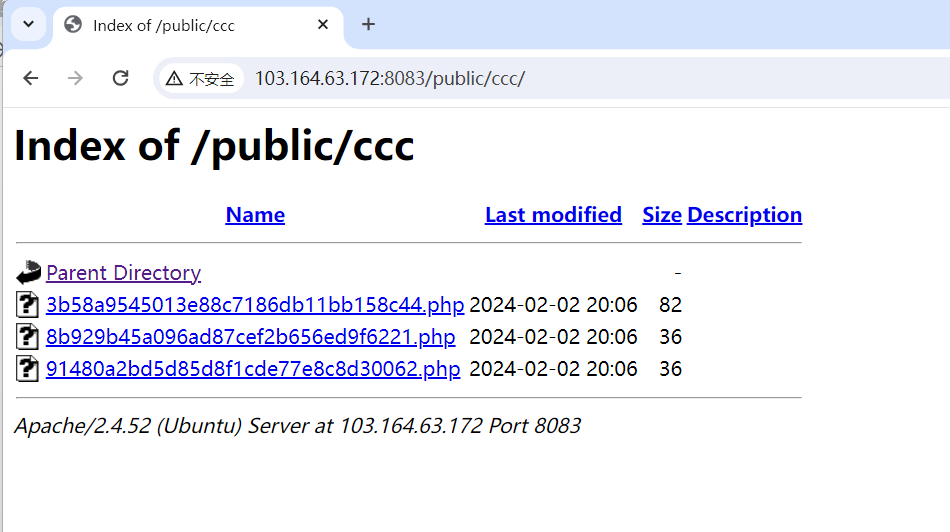 Index of /public/ccc
不安全 103.164.63.172:8083/public/ccc/
Index of /public/ccc
Name Last modified Size Description
Parent Directory -
3b58a9545013e88c7186db11bb158c44.php 2024-02-02 20:06 82
8b929b45a096ad87cef2b656ed9f6221.php 2024-02-02 20:06 36
91480a2bd5d85d8f1cde77e8c8d30062.php 2024-02-02 20:06 36
Apache/2.4.52 (Ubuntu) Server at 103.164.63.172 Port 8083